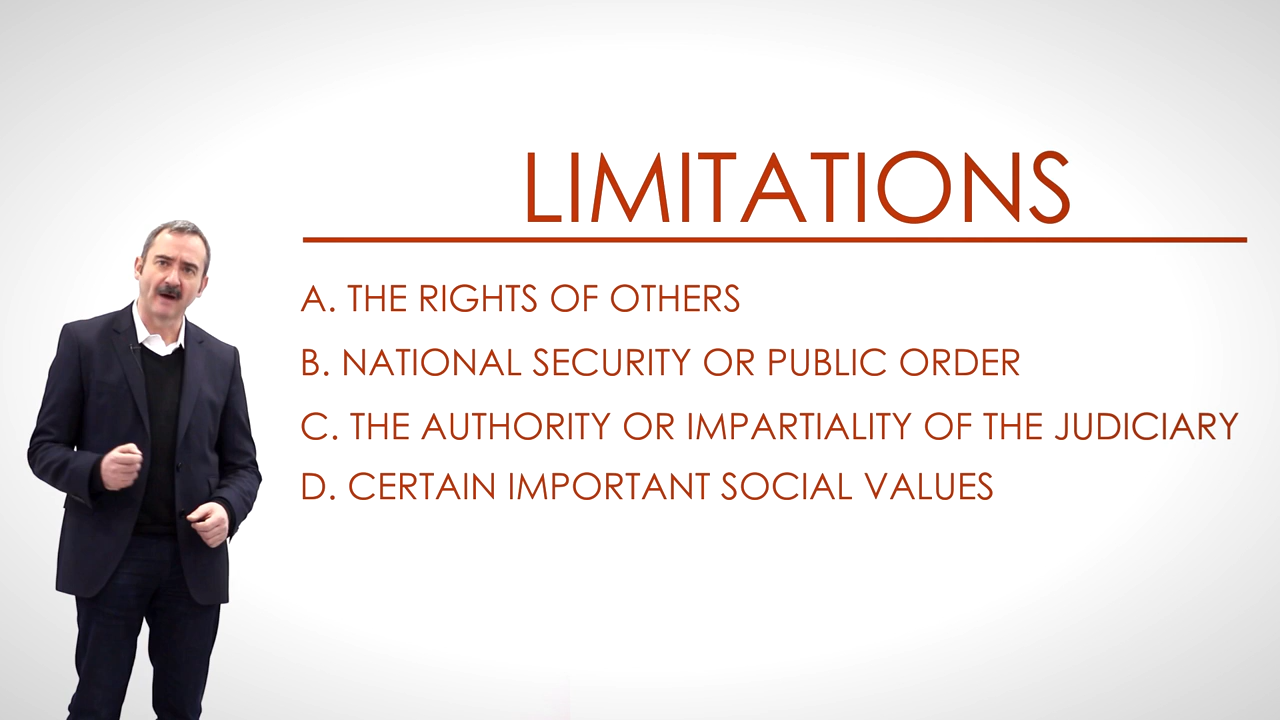 LIMITATIONS
A. THE RIGHTS OF OTHERS
B. NATIONAL SECURITY OR PUBLIC ORDER
C. THE AUTHORITY OR IMPARTIALITY OF THE JUDICIARY
D. CERTAIN IMPORTANT SOCIAL VALUES